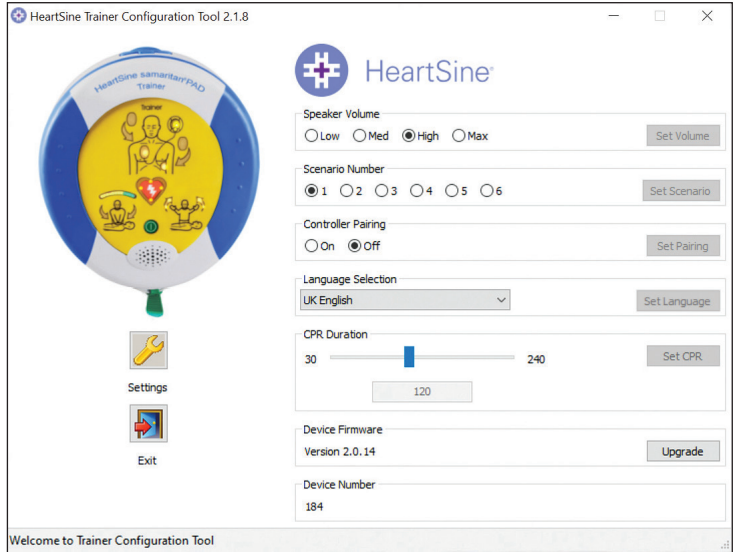 HeartSine Trainer Configuration Tool 2.1.8
HeartSine samaritan PAD
Trainer
Trainer
HeartSine
Speaker Volume
Low Med High Max Set Volume
Scenario Number
1 2 3 4 5 6 Set Scenario
Controller Pairing
On Off Set Pairing
Language Selection
UK English Set Language
CPR Duration
30 240 Set CPR
120
Settings
Device Firmware
Version 2.0.14 Upgrade
Exit
Device Number
184
Welcome to Trainer Configuration Tool